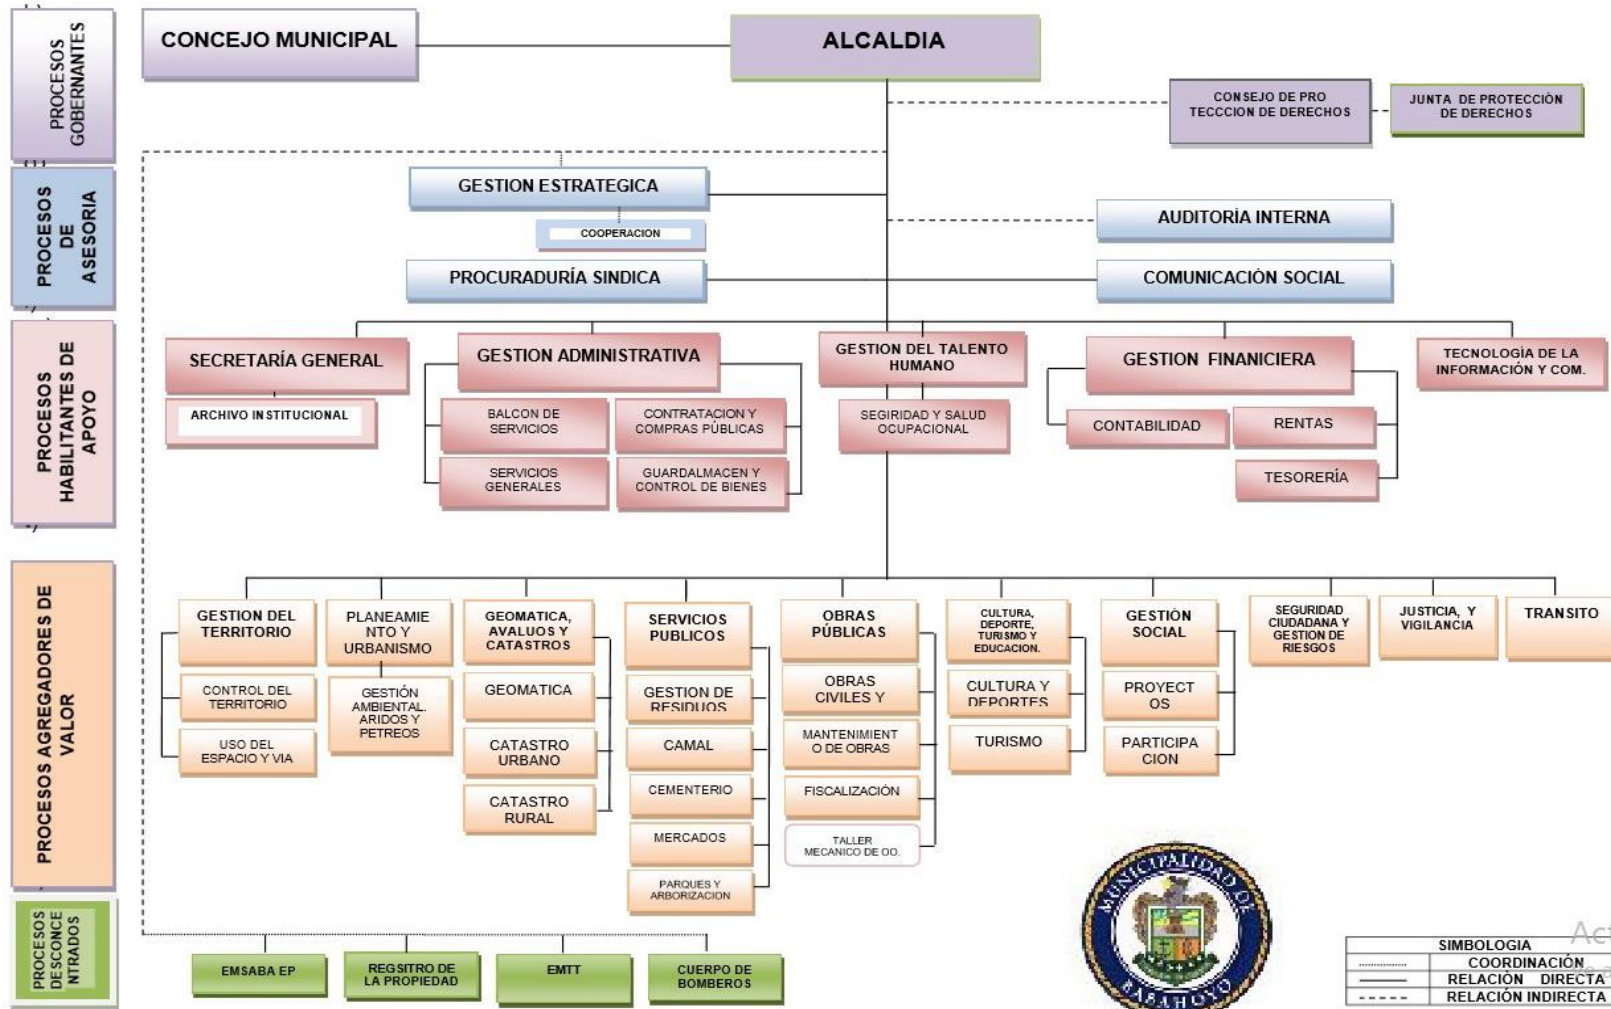 PROCESOS
GOBERNANTES
CONCEJO MUNICIPAL
ALCALDIA
CONSEJO DE PRO
TECCCION DE DERECHOS
JUNTA DE PROTECCIÓN
DE DERECHOS
PROCESOS
DE
ASESORIA
GESTION ESTRATEGICA
COOPERACION
AUDITORÍA INTERNA
PROCURADURÍA SINDICA
COMUNICACIÓN SOCIAL
PROCESOS
HABILITANTES DE
APOYO
SECRETARÍA GENERAL
ARCHIVO INSTITUCIONAL
GESTION ADMINISTRATIVA
BALCON DE
SERVICIOS
CONTRATACION Y
COMPRAS PÚBLICAS
SERVICIOS
GENERALES
GUARDALMACEN Y
CONTROL DE BIENES
GESTION DEL TALENTO
HUMANO
SEGIRIDAD Y SALUD
OCUPACIONAL
GESTION FINANCIERA
CONTABILIDAD
RENTAS
TESORERÍA
TECNOLOGÌA DE LA
INFORMACIÓN Y COM.
PROCESOS AGREGADORES DE
VALOR
GESTION DEL
TERRITORIO
CONTROL DEL
TERRITORIO
USO DEL
ESPACIO Y VIA
PLANEAMIE
NTO Y
URBANISMO
GESTIÓN
AMBIENTAL.
ARIDOS Y
PETREOS
GEOMATICA,
AVALUOS Y
CATASTROS
GEOMATICA
CATASTRO
URBANO
CATASTRO
RURAL
SERVICIOS
PUBLICOS
GESTION DE
RESIDUOS
CAMAL
CEMENTERIO
MERCADOS
PARQUES Y
ARBORIZACION
OBRAS
PÚBLICAS
OBRAS
CIVILES Y
MANTENIMIENT
O DE OBRAS
FISCALIZACIÓN
TALLER
MECANICO DE OO.
CULTURA,
DEPORTE,
TURISMO Y
EDUCACION.
CULTURA Y
DEPORTES
TURISMO
GESTIÓN
SOCIAL
PROYECT
OS
PARTICIPA
CION
SEGURIDAD
CIUDADANA Y
GESTION DE
RIESGOS
JUSTICIA, Y
VIGILANCIA
TRANSITO
PROCESOS
DESCONCE
NTRADOS
EMSABA EP
REGSITRO DE
LA PROPIEDAD
EMTT
CUERPO DE
BOMBEROS
MUNICIPALIDAD DE
BABAHOYO
SIMBOLOGIA
COORDINACIÓN
RELACIÒN DIRECTA
RELACIÓN INDIRECTA